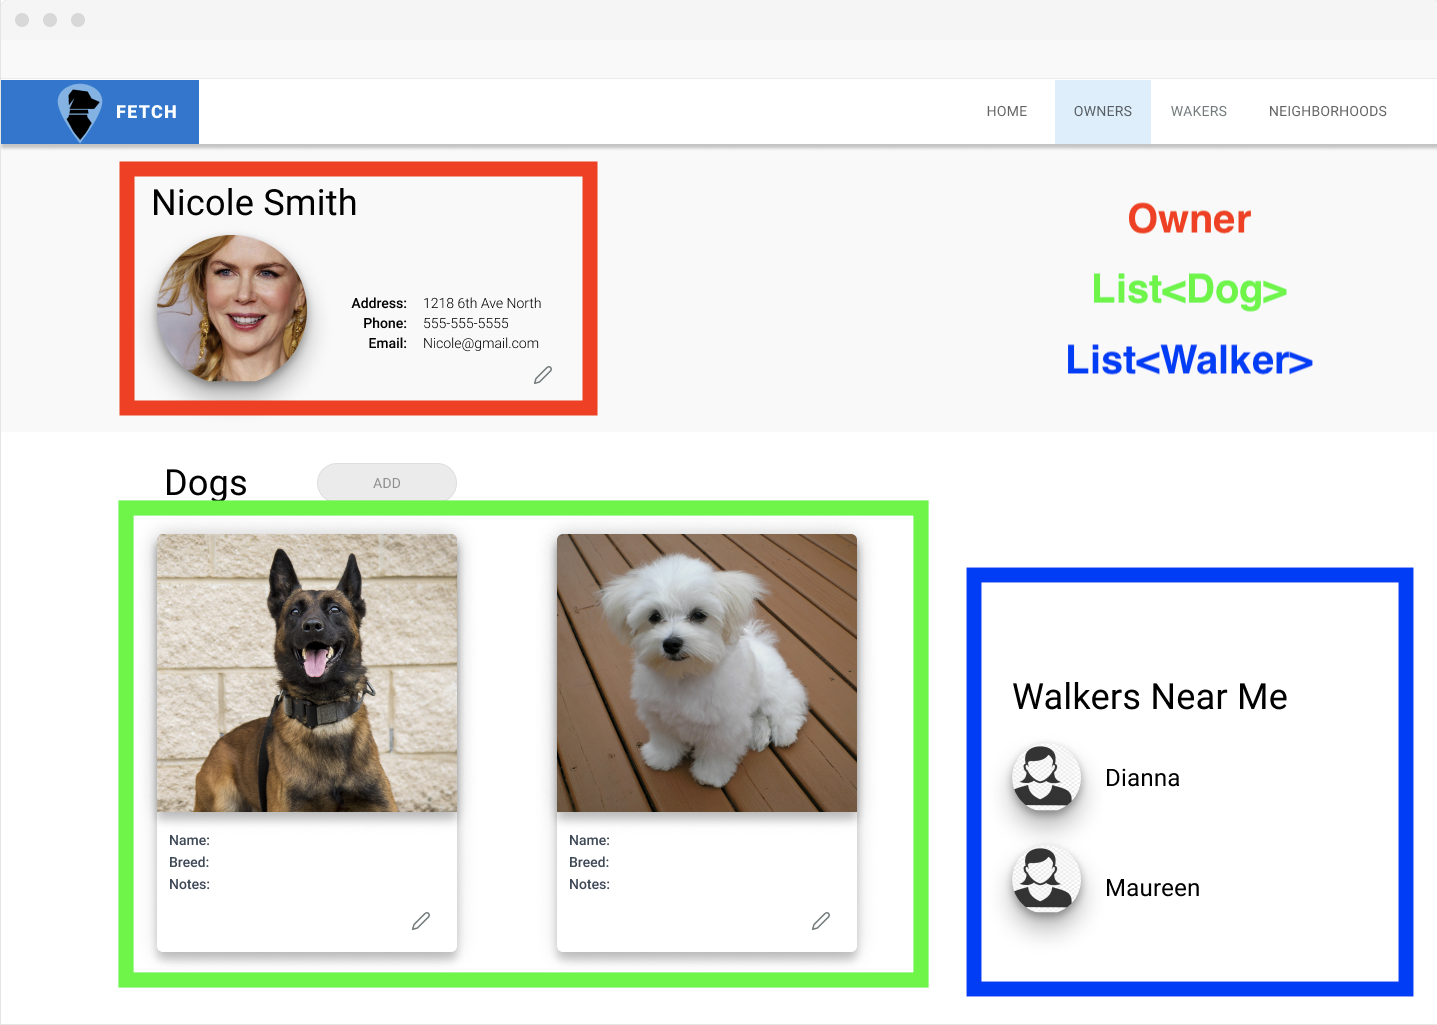 FETCH
HOME OWNERS WAKERS NEIGHBORHOODS
Nicole Smith
Address: 1218 6th Ave North
Phone: 555-555-5555
Email: Nicole@gmail.com
Owner
List<Dog>
List<Walker>
Dogs ADD
Name:
Breed:
Notes:
Name:
Breed:
Notes:
Walkers Near Me
Dianna
Maureen